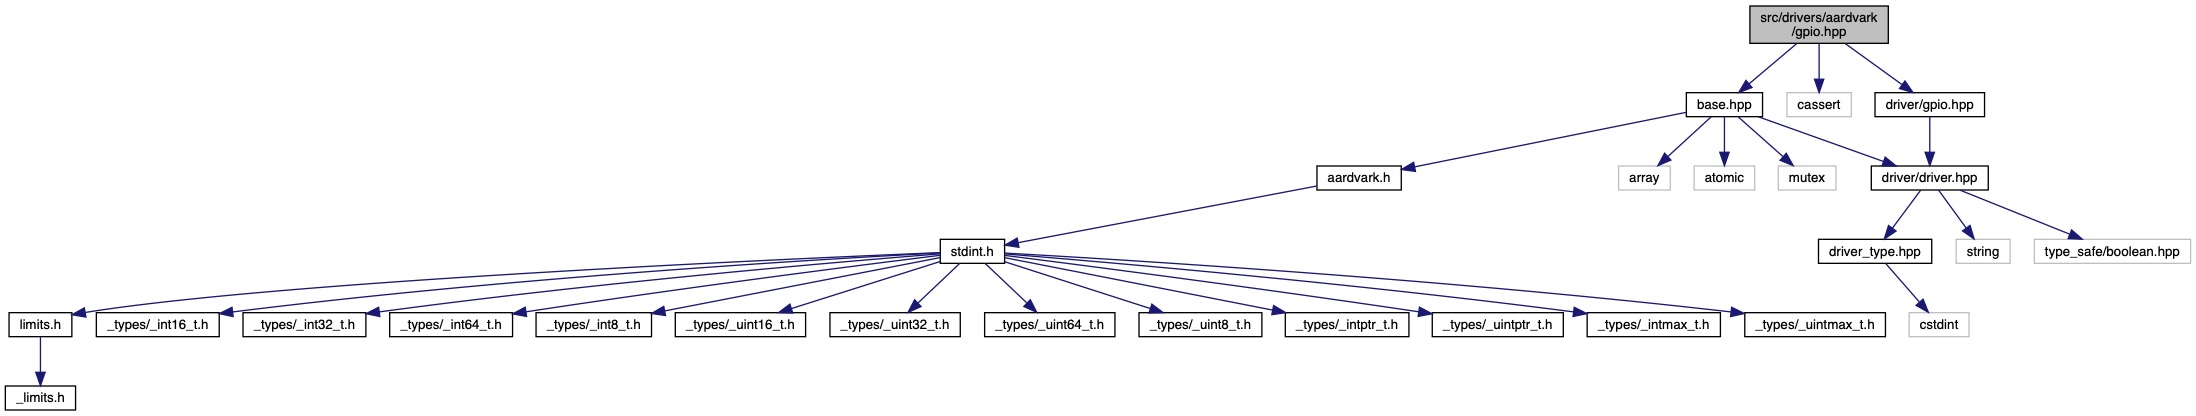 src/drivers/aardvark
/gpio.hpp
base.hpp
cassert
driver/gpio.hpp
aardvark.h
array
atomic
mutex
driver/driver.hpp
stdint.h
driver_type.hpp
string
type_safe/boolean.hpp
limits.h
_types/_int16_t.h
_types/_int32_t.h
_types/_int64_t.h
_types/_int8_t.h
_types/_uint16_t.h
_types/_uint32_t.h
_types/_uint64_t.h
_types/_uint8_t.h
_types/_intptr_t.h
_types/_uintptr_t.h
_types/_intmax_t.h
_types/_uintmax_t.h
cstdint
_limits.h